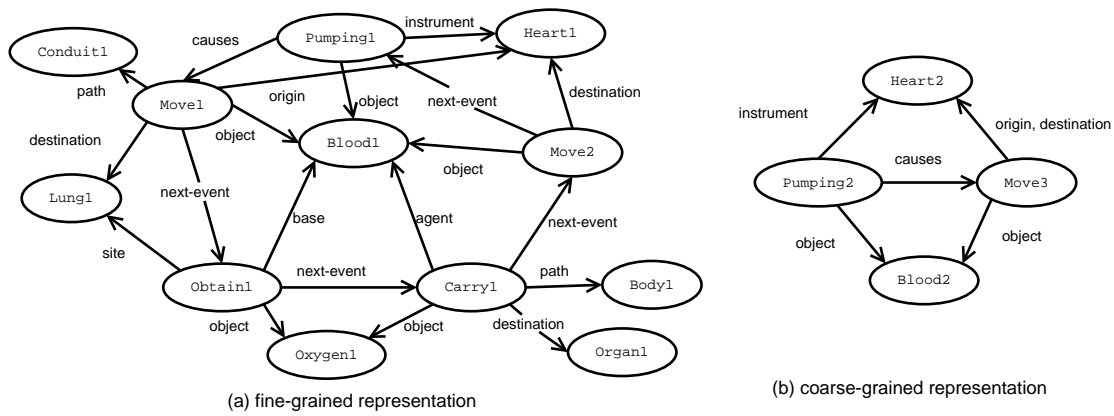 Conduit1
causes
Pumping1
instrument
Heart1
path
Move1
origin
object
next-event
destination
destination
object
Blood1
object
Move2
next-event
Lung1
base
agent
next-event
site
Obtain1
next-event
Carry1
path
Body1
object
object
destination
Oxygen1
Organ1
(a) fine-grained representation
Heart2
instrument
origin, destination
causes
Pumping2
Move3
object
object
Blood2
(b) coarse-grained representation